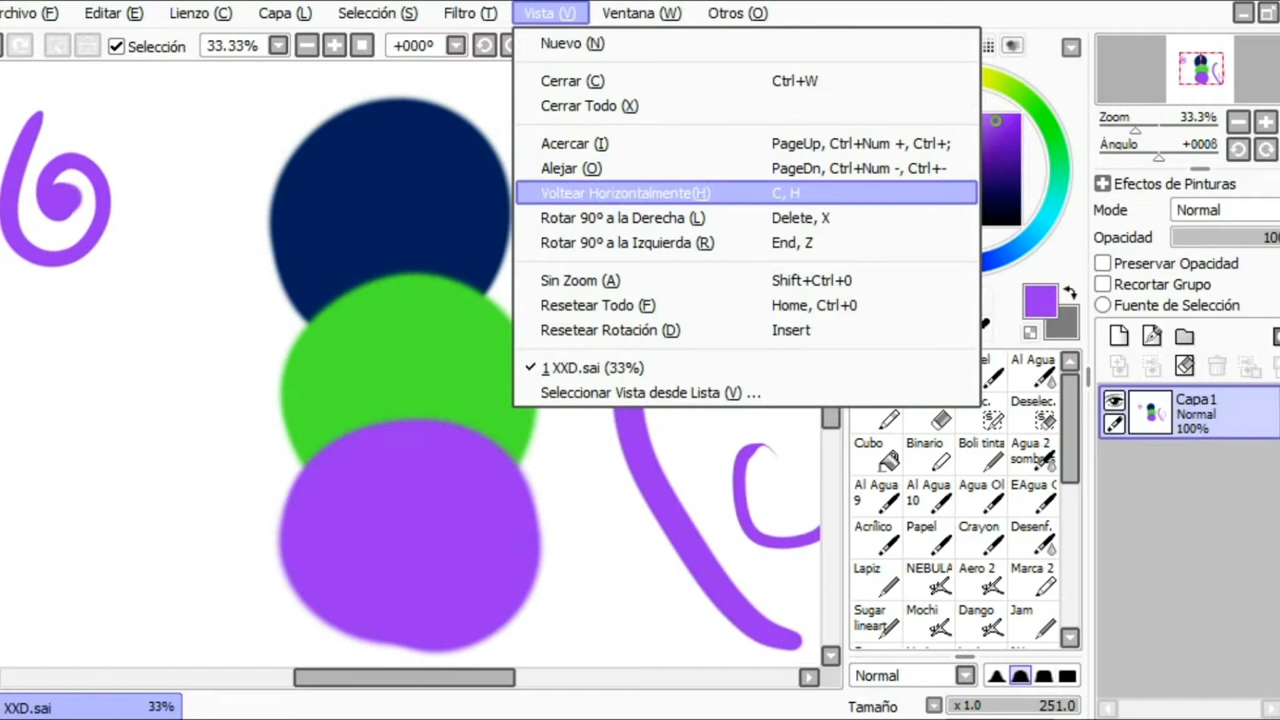 rchivo (F) Editar (E) Lienzo (C) Capa (L) Selección (S) Filtro (T) Vista (V) Ventana (W) Otros (O)
Selección 33.33% +000º
Nuevo (N)
Cerrar (C) Ctrl+W
Cerrar Todo (X)
Acercar (I) PageUp, Ctrl+Num +, Ctrl+;
Alejar (O) PageDn, Ctrl+Num -, Ctrl+-
Voltear Horizontalmente(H) C, H
Rotar 90º a la Derecha (L) Delete, X
Rotar 90º a la Izquierda (R) End, Z
Sin Zoom (A) Shift+Ctrl+0
Resetear Todo (F) Home, Ctrl+0
Resetear Rotación (D) Insert
1 XXD.sai (33%)
Seleccionar Vista desde Lista (V) ...
Al Agua
Deselec.
Cubo Binario Boli tinta Agua 2
sombr
Al Agua Al Agua Agua Ol EAgua C
9 10
Acrílico Papel Crayon Desenf.
Lapiz NEBULA Aero 2 Marca 2
Sugar Mochi Dango Jam
linear
Normal
Tamaño x 1.0 251.0
Zoom 33.3%
Ángulo +000ß
Efectos de Pinturas
Mode Normal
Opacidad 100
Preservar Opacidad
Recortar Grupo
Fuente de Selección
Capa1
Normal
100%
XXD.sai 33%